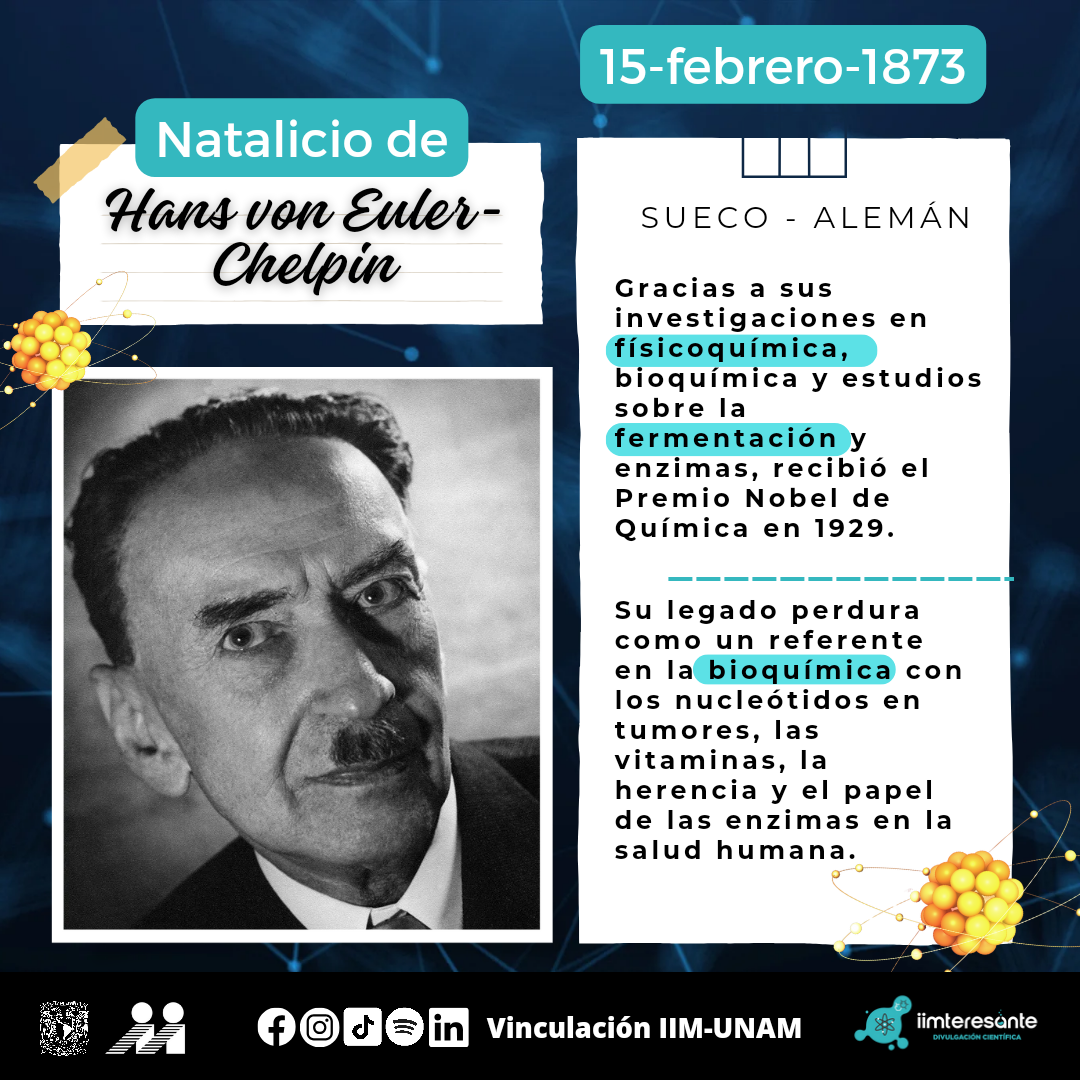 15-febrero-1873
Natalicio de
Hans von Euler-
Chelpin
SUECO - ALEMÁN
Gracias a sus
investigaciones en
físicoquímica,
bioquímica y estudios
sobre la
fermentación y
enzimas, recibió el
Premio Nobel de
Química en 1929.
Su legado perdura
como un referente
en la bioquímica con
los nucleótidos en
tumores, las
vitaminas, la
herencia y el papel
de las enzimas en la
salud humana.
Vinculación IIM-UNAM
iimteresante
DIVULGACIÓN CIENTÍFICA